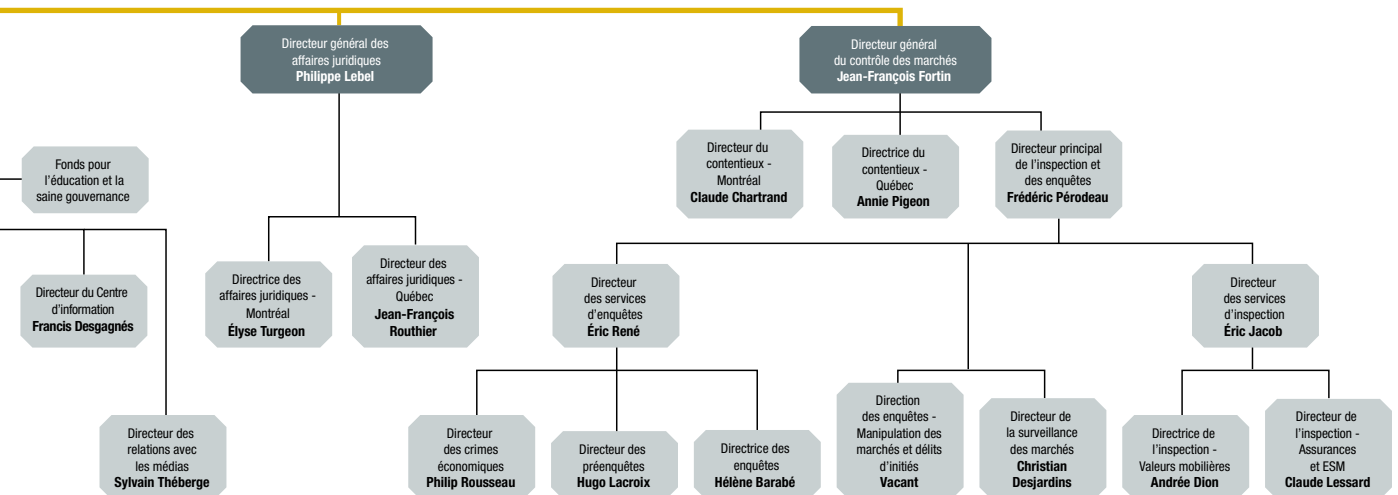 Directeur général des
affaires juridiques
Philippe Lebel
Directeur général
du contrôle des marchés
Jean-François Fortin
Fonds pour
l'éducation et la
saine gouvernance
Directeur du
contentieux -
Montréal
Claude Chartrand
Directrice du
contentieux -
Québec
Annie Pigeon
Directeur principal
de l'inspection et
des enquêtes
Frédéric Pérodeau
Directeur du Centre
d'information
Francis Desgagnés
Directrice des
affaires juridiques -
Montréal
Élyse Turgeon
Directeur des
affaires juridiques -
Québec
Jean-François
Routhier
Directeur
des services
d'enquêtes
Éric René
Directeur
des services
d'inspection
Éric Jacob
Directeur des
relations avec
les médias
Sylvain Théberge
Directeur
des crimes
économiques
Philip Rousseau
Directeur des
préenquêtes
Hugo Lacroix
Directrice des
enquêtes
Hélène Barabé
Direction
des enquêtes -
Manipulation des
marchés et délits
d'initiés
Vacant
Directeur de
la surveillance
des marchés
Christian
Desjardins
Directrice de
l'inspection -
Valeurs mobilières
Andrée Dion
Directeur de
l'inspection -
Assurances
et ESM
Claude Lessard